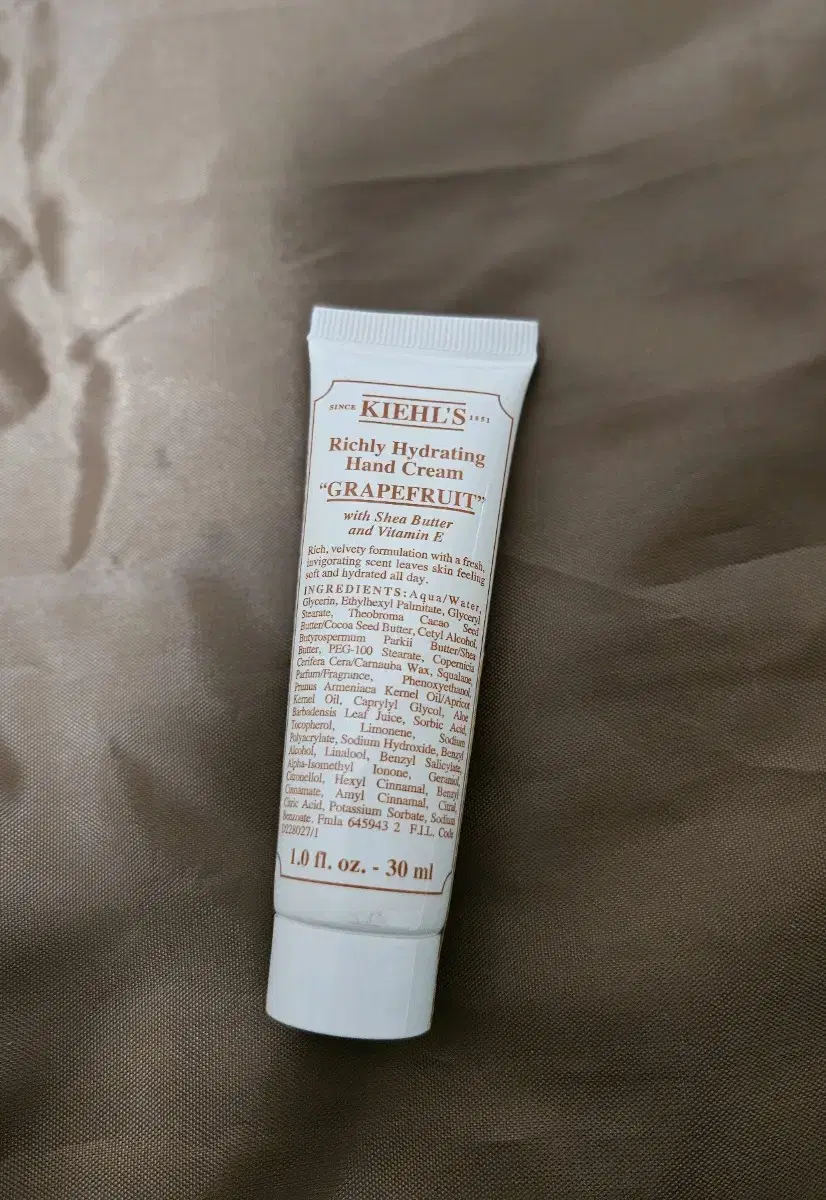 SINCE KIEHL'S 1851
Richly Hydrating
Hand Cream
"GRAPEFRUIT"
with Shea Butter
and Vitamin E
Rich, velvety formulation with a fresh,
invigorating scent leaves skin feeling
soft and hydrated all day.
INGREDIENTS: Aqua/Water,
Glycerin, Ethylhexyl Palmitate, Glyceryl
Stearate, Theobroma Cacao Seed
Butter/Cocoa Seed Butter, Cetyl Alcohol,
Butyrospermum Parkii Butter/Shea
Butter, PEG-100 Stearate, Copernicia
Cerifera Cera/Carnauba Wax, Squalane,
Parfum/Fragrance, Phenoxyethanol,
Prunus Armeniaca Kernel Oil/Apricot
Kernel Oil, Caprylyl Glycol, Aloe
Barbadensis Leaf Juice, Sorbic Acid,
Tocopherol, Limonene, Sodium
Polyacrylate, Sodium Hydroxide, Benzyl
Alcohol, Linalool, Benzyl Salicylate,
Alpha-Isomethyl Ionone, Geraniol,
Citronellol, Hexyl Cinnamal, Benzyl
Cinnamate, Amyl Cinnamal, Citral,
Citric Acid, Potassium Sorbate, Sodium
Benzoate. Fmla 645943 2 F.I.L. Code
D228027/1
1.0 fl. oz. - 30 ml